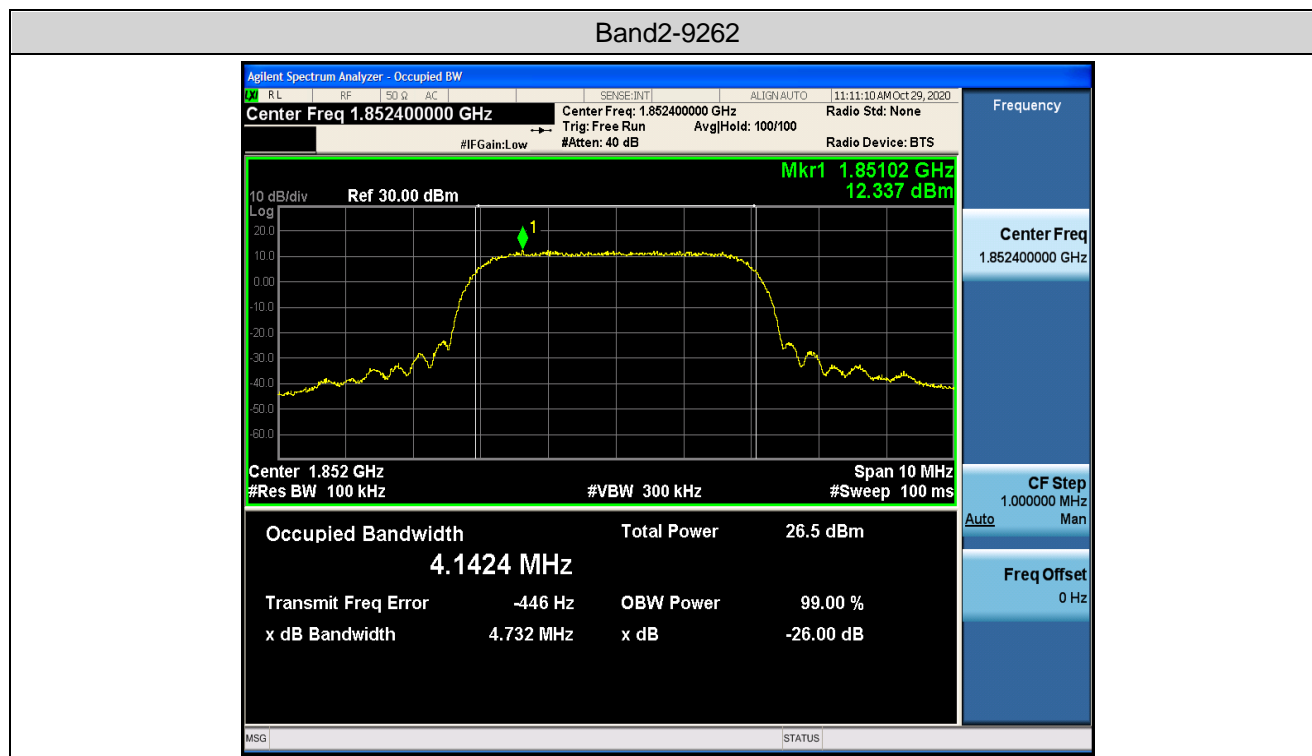 Band2-9262
Agilent Spectrum Analyzer - Occupied BW
LXI RL RF 50 Ω AC SENSE:INT ALIGNAUTO 11:11:10 AM Oct 29, 2020
Center Freq 1.852400000 GHz
Center Freq: 1.852400000 GHz
Radio Std: None
Trig: Free Run Avg|Hold: 100/100
#IFGain:Low #Atten: 40 dB Radio Device: BTS
Frequency
Mkr1 1.85102 GHz
12.337 dBm
10 dB/div Ref 30.00 dBm
Log
20.0
10.0
0.00
-10.0
-20.0
-30.0
-40.0
-50.0
-60.0
1
Center 1.852 GHz Span 10 MHz
#Res BW 100 kHz #VBW 300 kHz #Sweep 100 ms
Center Freq
1.852400000 GHz
CF Step
1.000000 MHz
Auto Man
Freq Offset
0 Hz
Occupied Bandwidth Total Power 26.5 dBm
4.1424 MHz
Transmit Freq Error -446 Hz OBW Power 99.00 %
x dB Bandwidth 4.732 MHz x dB -26.00 dB
MSG STATUS